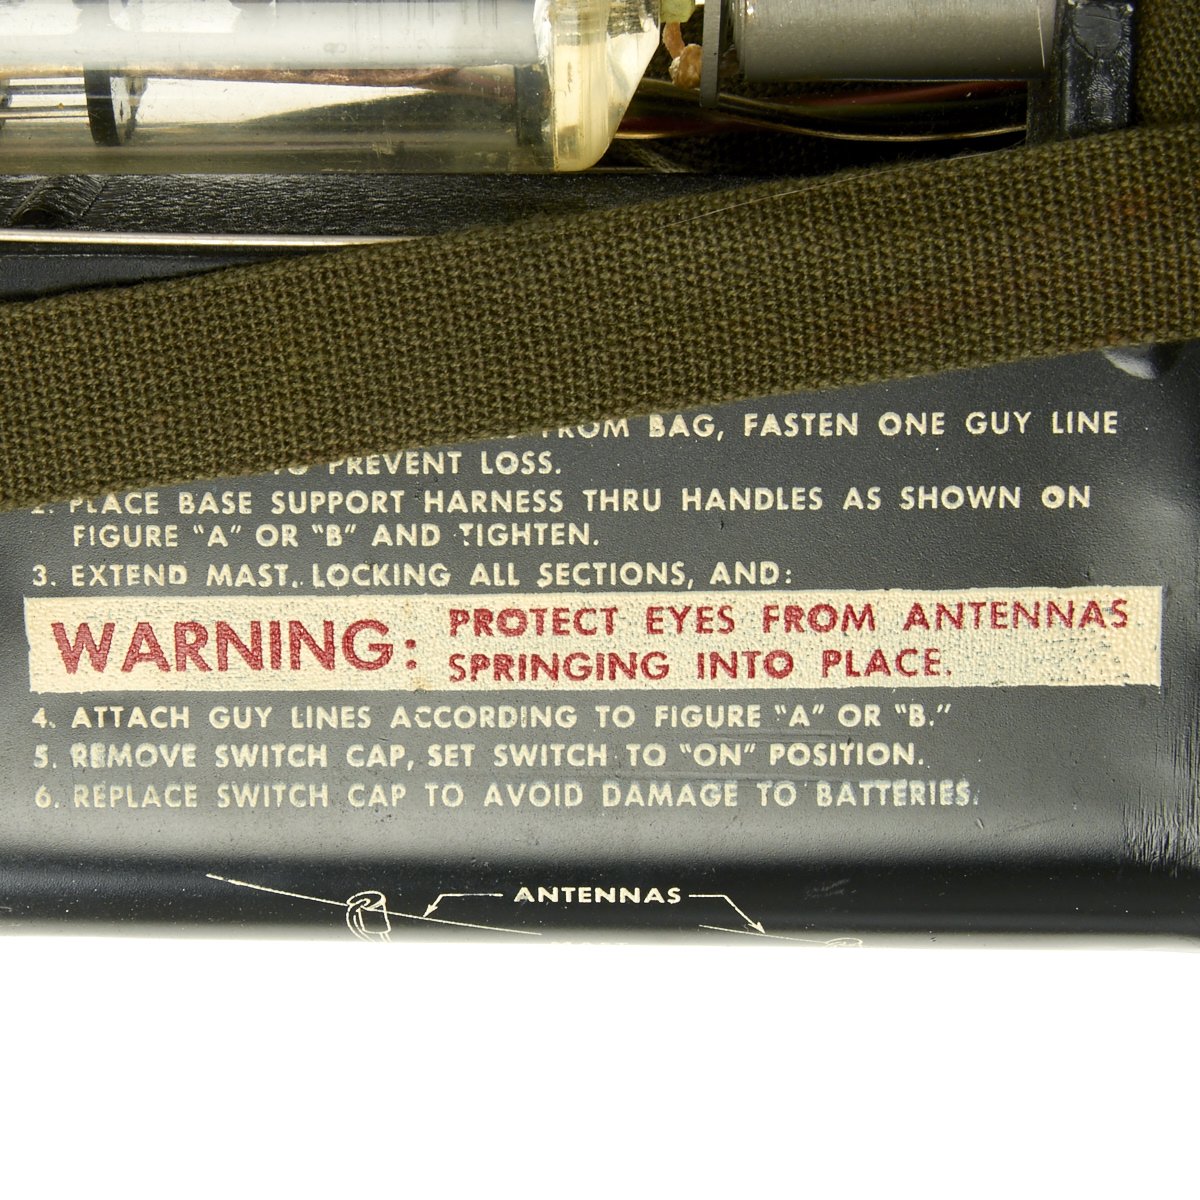 FROM BAG, FASTEN ONE GUY LINE
TO PREVENT LOSS.
2. PLACE BASE SUPPORT HARNESS THRU HANDLES AS SHOWN ON
FIGURE "A" OR "B" AND TIGHTEN.
3. EXTEND MAST, LOCKING ALL SECTIONS, AND:
WARNING: PROTECT EYES FROM ANTENNAS
SPRINGING INTO PLACE.
4. ATTACH GUY LINES ACCORDING TO FIGURE "A" OR "B."
5. REMOVE SWITCH CAP, SET SWITCH TO "ON" POSITION.
6. REPLACE SWITCH CAP TO AVOID DAMAGE TO BATTERIES.
ANTENNAS